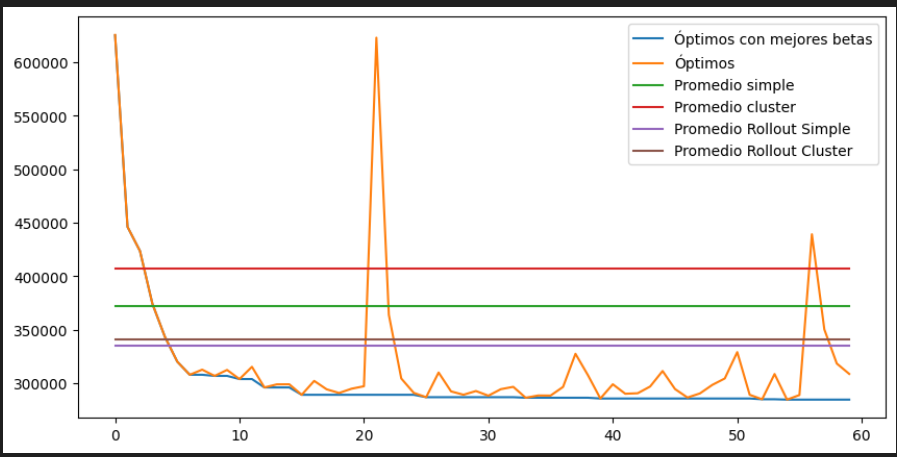 Óptimos con mejores betas
Óptimos
Promedio simple
Promedio cluster
Promedio Rollout Simple
Promedio Rollout Cluster
600000
550000
500000
450000
400000
350000
300000
0 10 20 30 40 50 60